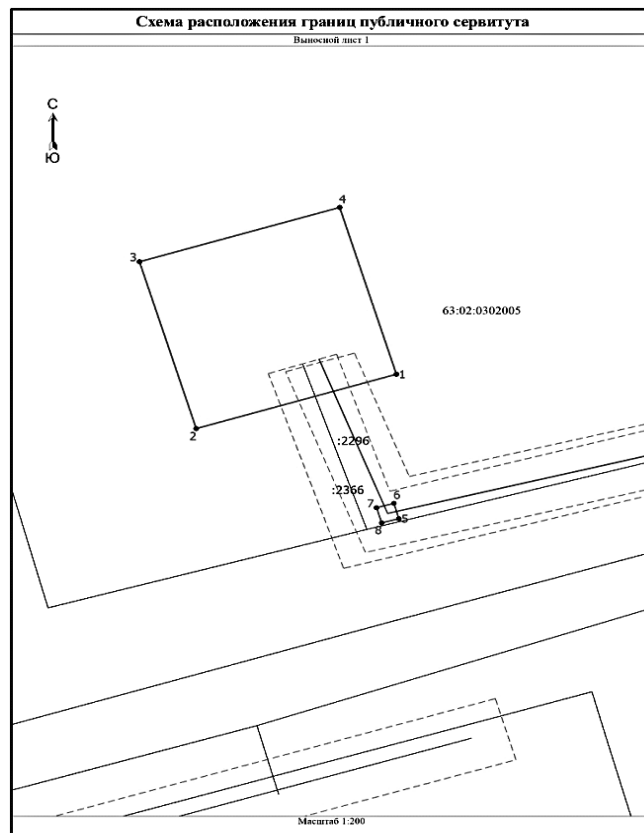 Схема расположения границ публичного сервитута
Выносной лист 1
С
Ю
4
3
63:02:0302005
1
2
:2296
:2366
6
7
5
8
Масштаб 1:200